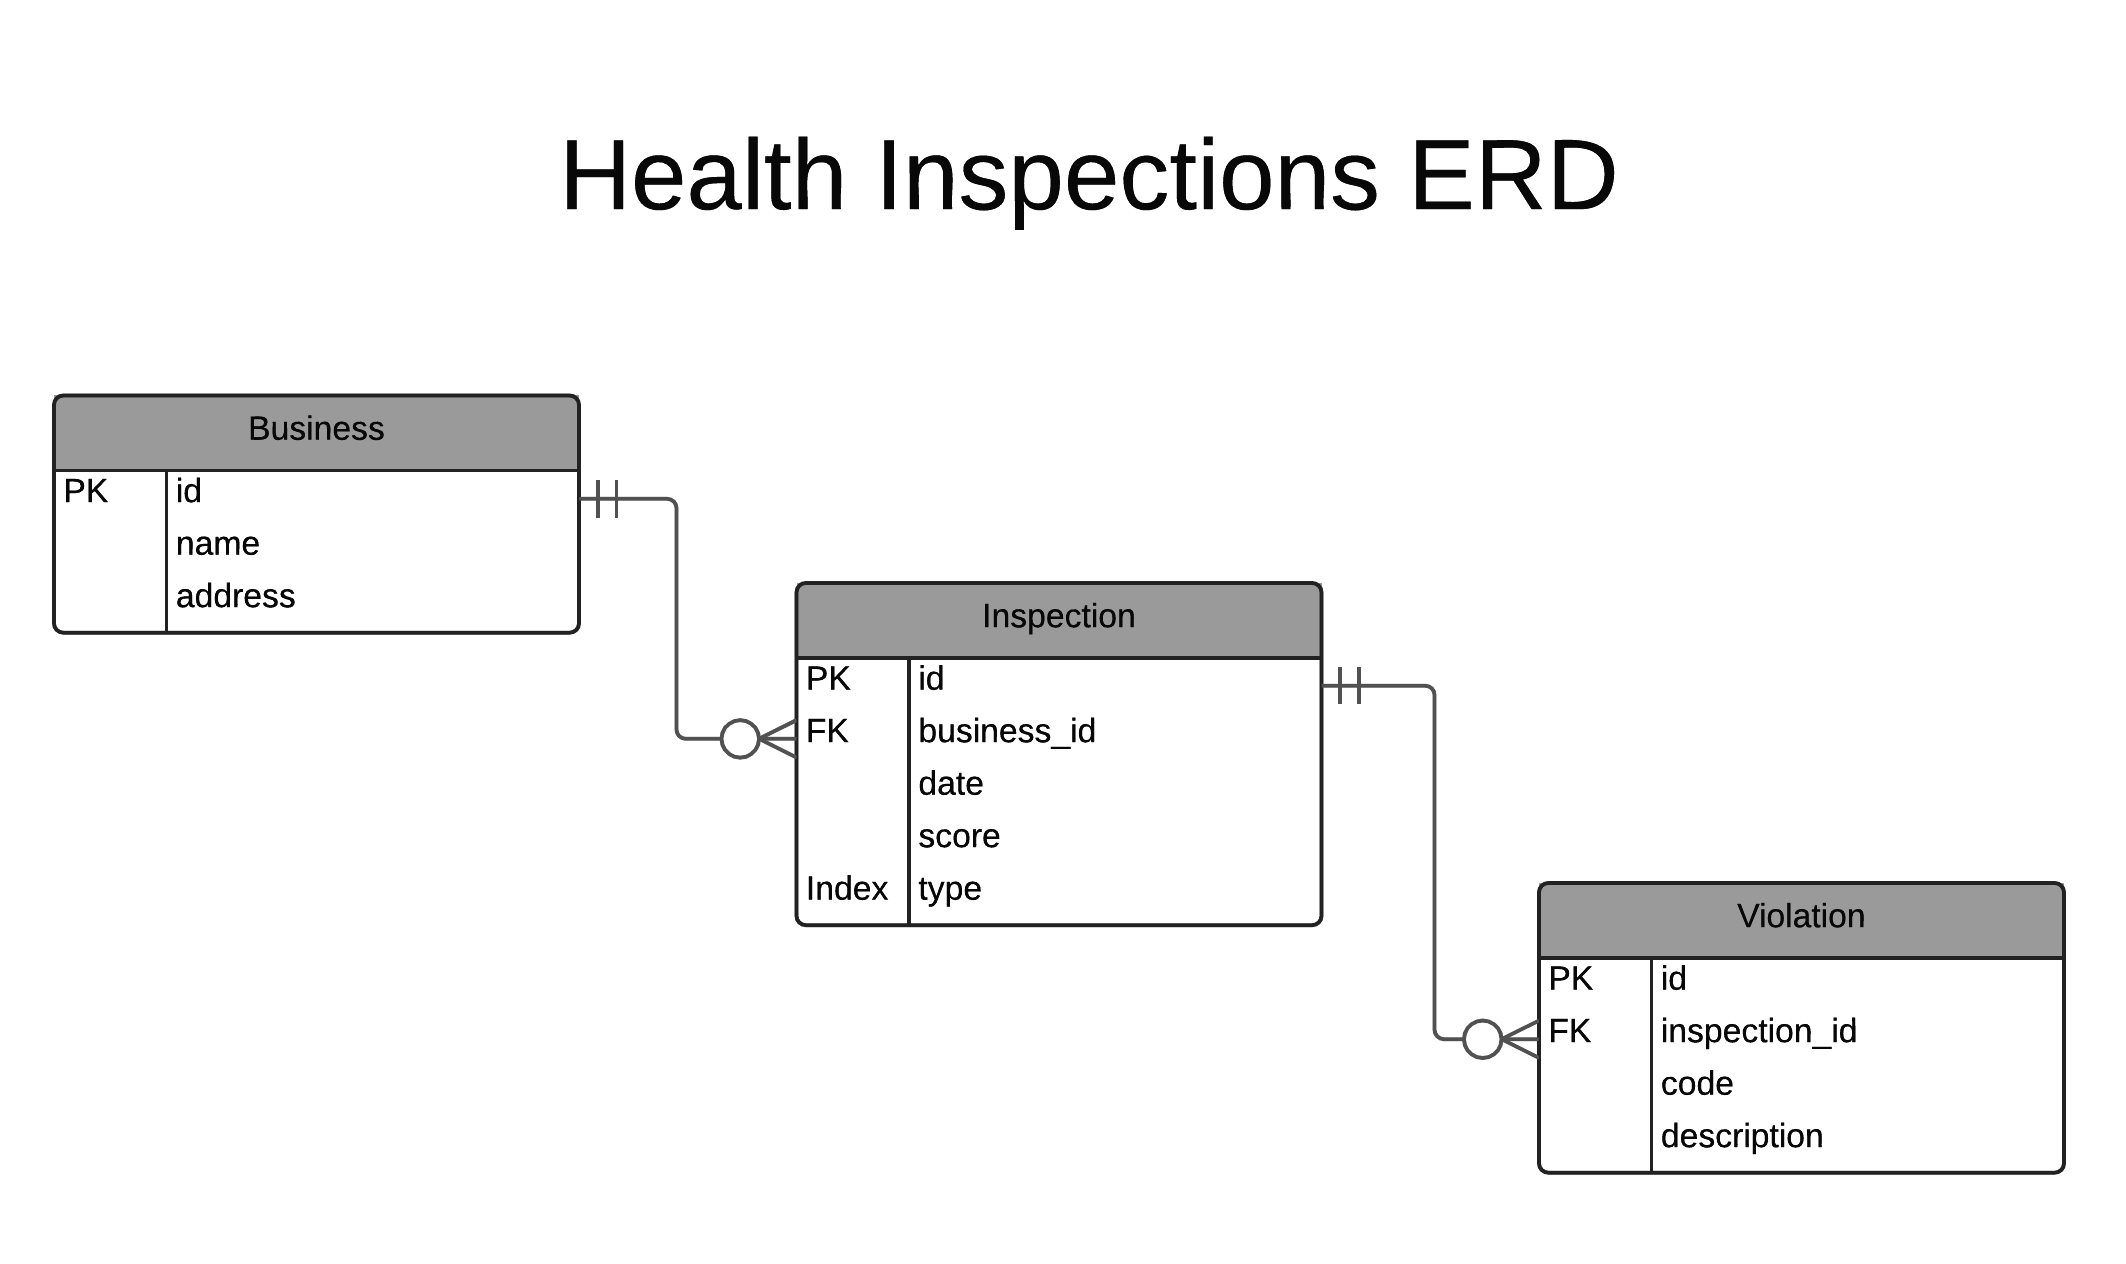 Health Inspections ERD
Business
PK id
name
address
Inspection
PK id
FK business_id
date
score
Index type
Violation
PK id
FK inspection_id
code
description